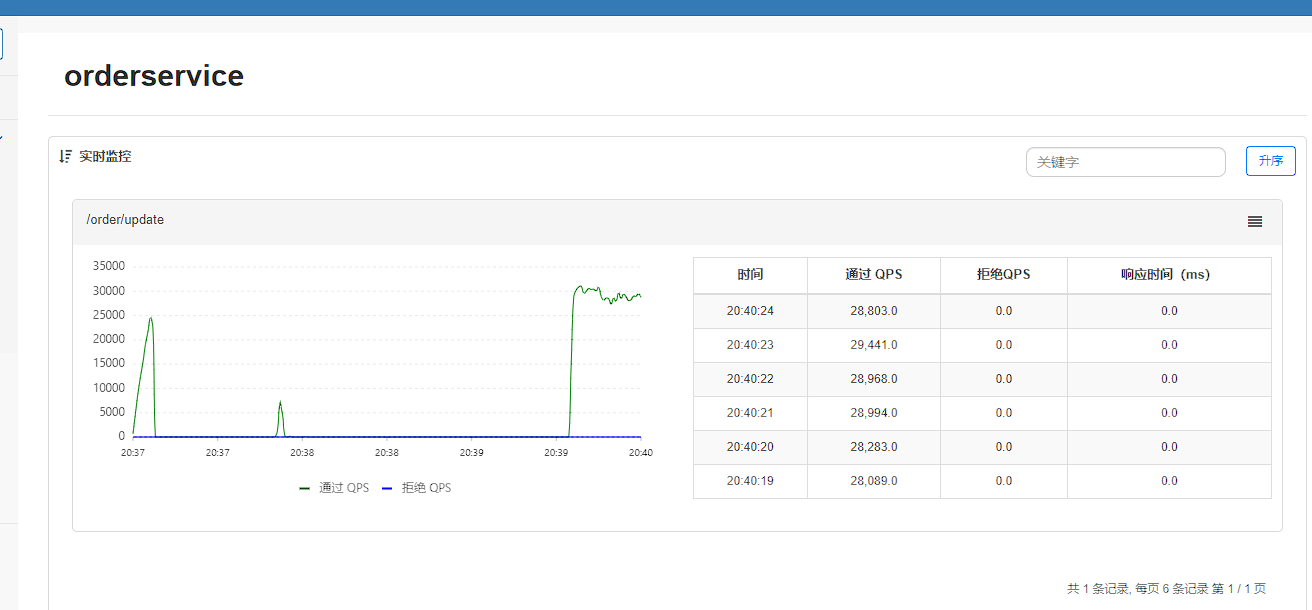 orderservice
实时监控
关键字
升序
/order/update
35000
30000
25000
20000
15000
10000
5000
0
20:37 20:37 20:38 20:38 20:39 20:39 20:40
通过 QPS 拒绝 QPS
时间 通过 QPS 拒绝QPS 响应时间（ms）
20:40:24 28,803.0 0.0 0.0
20:40:23 29,441.0 0.0 0.0
20:40:22 28,968.0 0.0 0.0
20:40:21 28,994.0 0.0 0.0
20:40:20 28,283.0 0.0 0.0
20:40:19 28,089.0 0.0 0.0
共 1 条记录, 每页 6 条记录 第 1 / 1 页